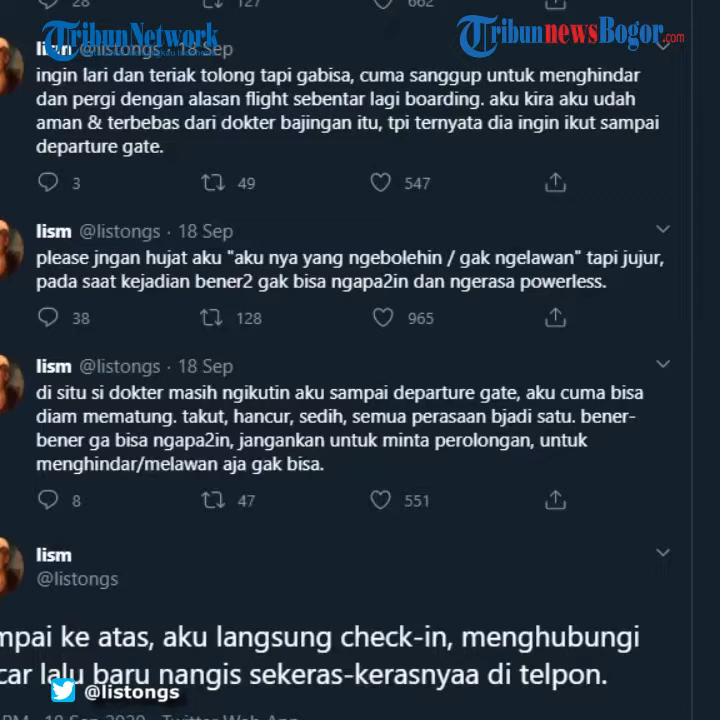 28 127 662
TribunNetwork
TribunnewsBogor.com
lism @listongs · 18 Sep
ingin lari dan teriak tolong tapi gabisa, cuma sanggup untuk menghindar
dan pergi dengan alasan flight sebentar lagi boarding. aku kira aku udah
aman & terbebas dari dokter bajingan itu, tpi ternyata dia ingin ikut sampai
departure gate.
3 49 547
lism @listongs · 18 Sep
please jngan hujat aku "aku nya yang ngebolehin / gak ngelawan" tapi jujur,
pada saat kejadian bener2 gak bisa ngapa2in dan ngerasa powerless.
38 128 965
lism @listongs · 18 Sep
di situ si dokter masih ngikutin aku sampai departure gate, aku cuma bisa
diam mematung. takut, hancur, sedih, semua perasaan bjadi satu. bener-
bener ga bisa ngapa2in, jangankan untuk minta perolongan, untuk
menghindar/melawan aja gak bisa.
8 47 551
lism
@listongs
mpai ke atas, aku langsung check-in, menghubungi
car lalu baru nangis sekeras-kerasnyaa di telpon.
@listongs
PM · 18 Sep 2020 · Twitter Web App